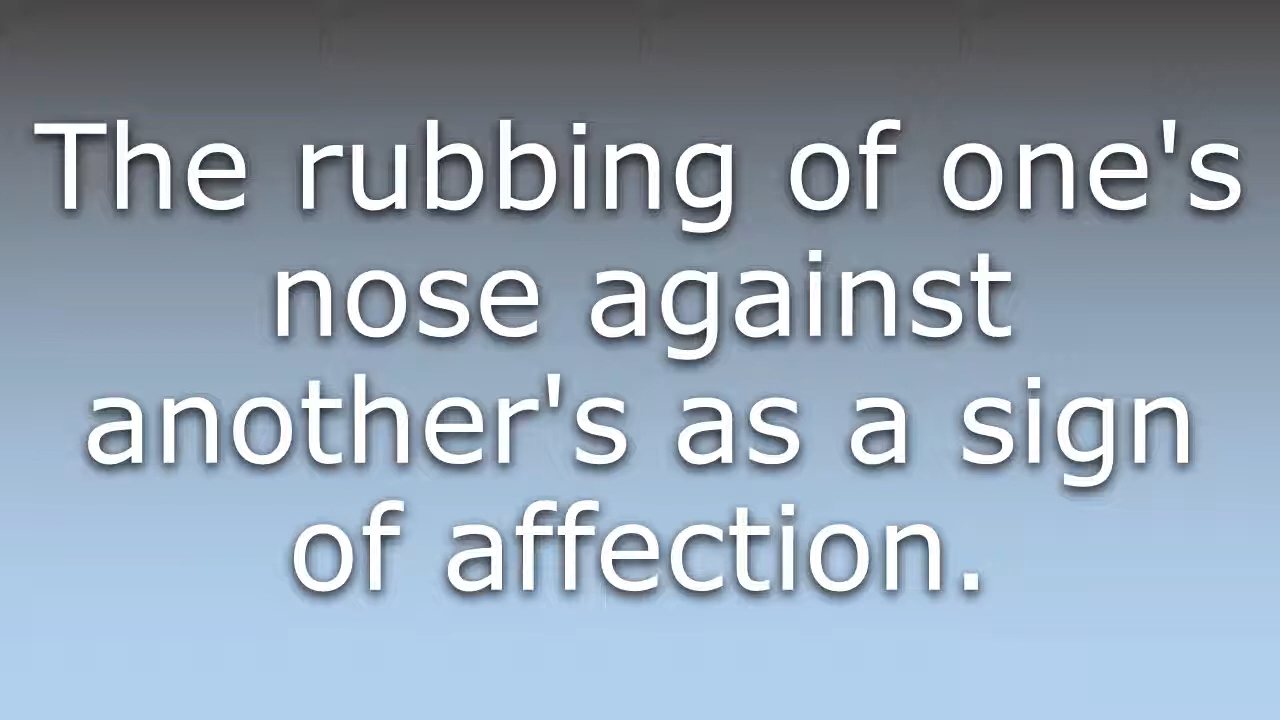 The rubbing of one's
nose against
another's as a sign
of affection.